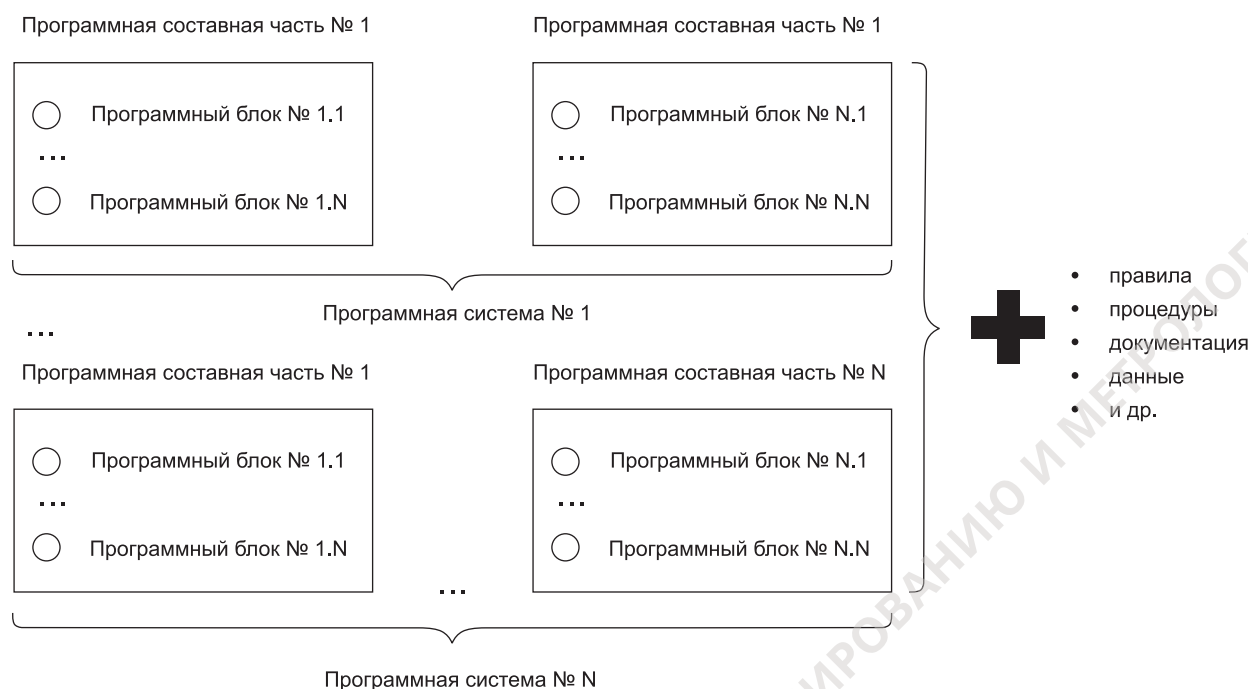 Программная составная часть № 1
Программная составная часть № 1
Программный блок № 1.1
...
Программный блок № 1.N
Программный блок № N.1
...
Программный блок № N.N
Программная система № 1
...
• правила
• процедуры
• документация
• данные
• и др.
Программная составная часть № 1
Программная составная часть № N
Программный блок № 1.1
...
Программный блок № 1.N
...
Программный блок № N.1
...
Программный блок № N.N
Программная система № N